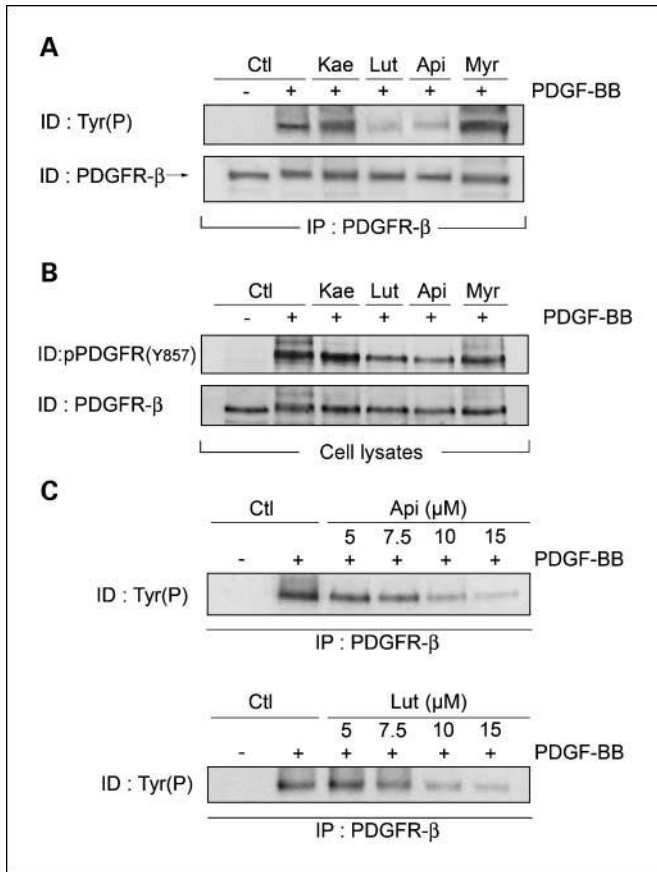 A
Ctl Kae Lut Api Myr
- + + + + + PDGF-BB
ID : Tyr(P)
ID : PDGFR-β
IP : PDGFR-β
B
Ctl Kae Lut Api Myr
- + + + + + PDGF-BB
ID:pPDGFR(Y857)
ID : PDGFR-β
Cell lysates
C
Ctl Api (μM)
5 7.5 10 15
- + + + + + PDGF-BB
ID : Tyr(P)
IP : PDGFR-β
Ctl Lut (μM)
5 7.5 10 15
- + + + + + PDGF-BB
ID : Tyr(P)
IP : PDGFR-β